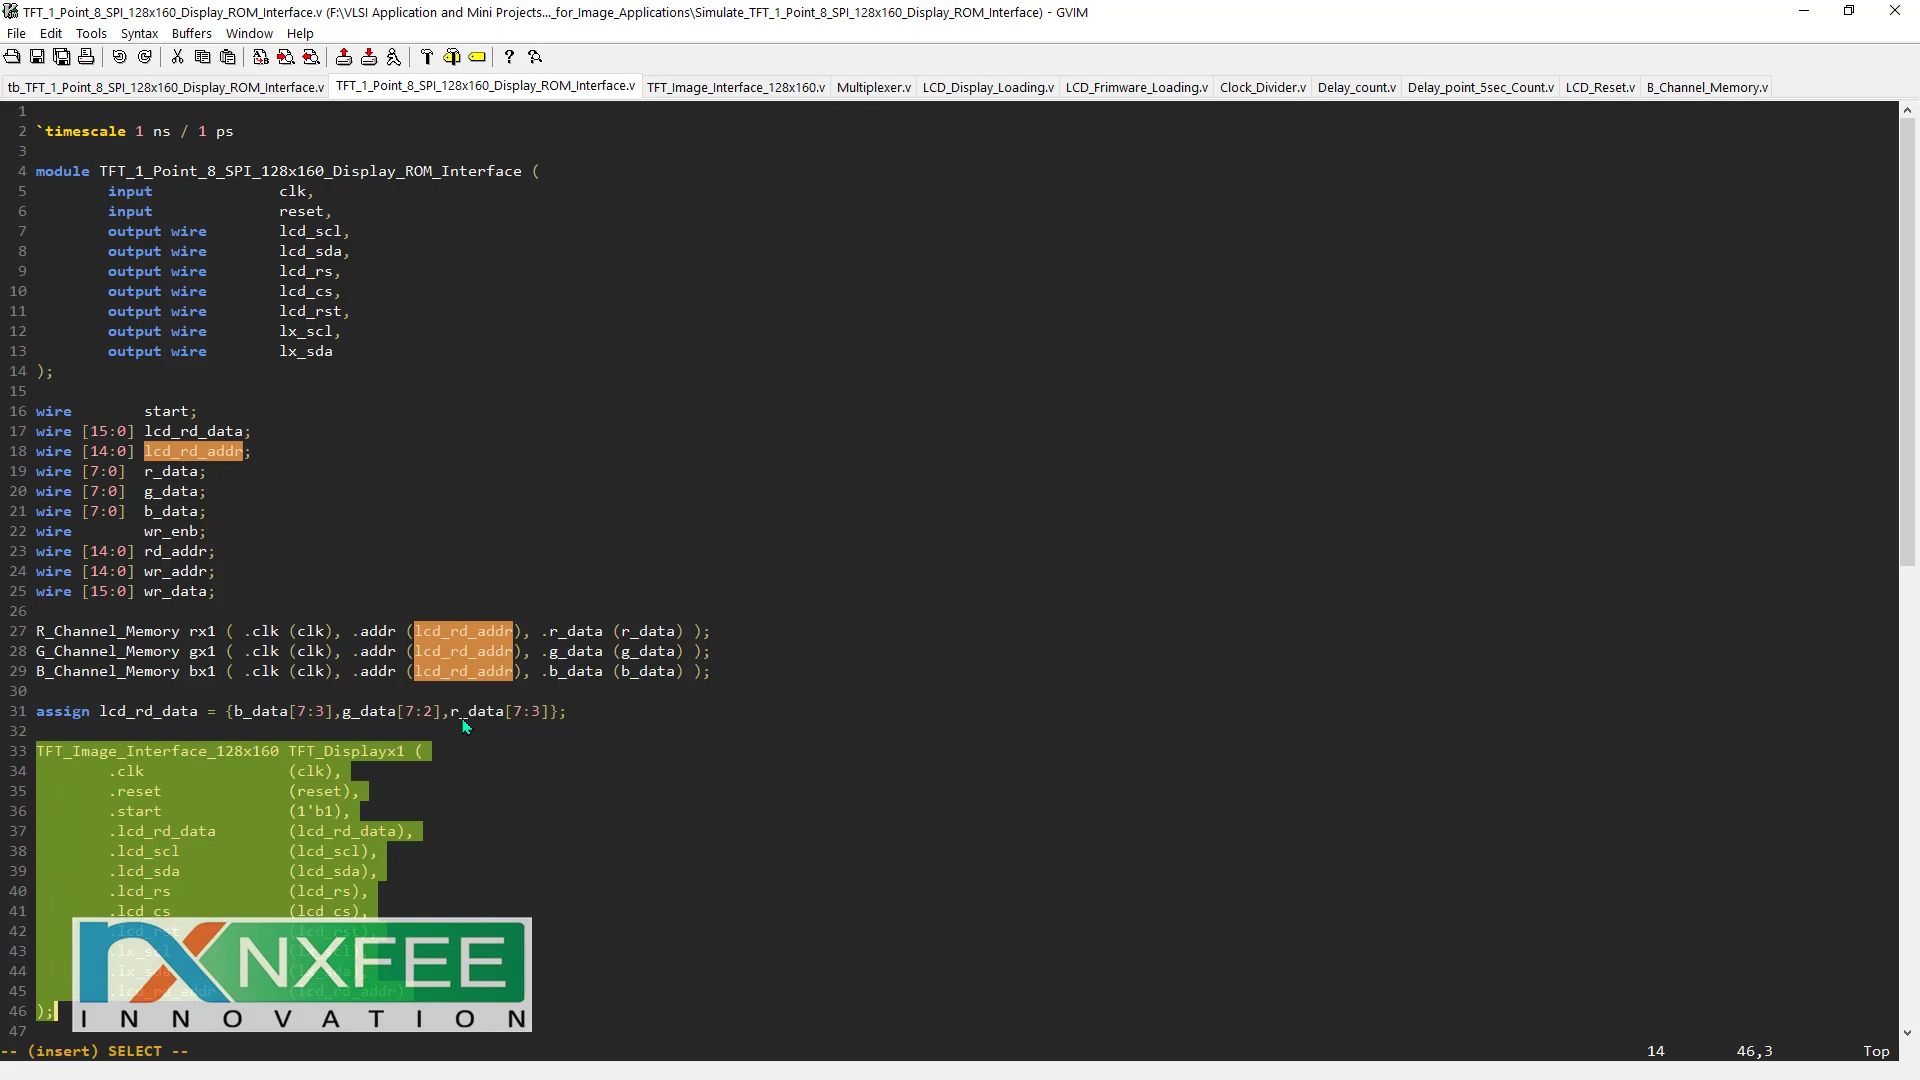 TFT_1_Point_8_SPI_128x160_Display_ROM_Interface.v (F:\VLSI Application and Mini Projects..._for_Image_Applications\Simulate_TFT_1_Point_8_SPI_128x160_Display_ROM_Interface) - GVIM
File Edit Tools Syntax Buffers Window Help
tb_TFT_1_Point_8_SPI_128x160_Display_ROM_Interface.v TFT_1_Point_8_SPI_128x160_Display_ROM_Interface.v TFT_Image_Interface_128x160.v Multiplexer.v LCD_Display_Loading.v LCD_Frimware_Loading.v Clock_Divider.v Delay_count.v Delay_point_5sec_Count.v LCD_Reset.v B_Channel_Memory.v
1
2 `timescale 1 ns / 1 ps
3
4 module TFT_1_Point_8_SPI_128x160_Display_ROM_Interface (
5 input clk,
6 input reset,
7 output wire lcd_scl,
8 output wire lcd_sda,
9 output wire lcd_rs,
10 output wire lcd_cs,
11 output wire lcd_rst,
12 output wire lx_scl,
13 output wire lx_sda
14 );
15
16 wire start;
17 wire [15:0] lcd_rd_data;
18 wire [14:0] lcd_rd_addr;
19 wire [7:0] r_data;
20 wire [7:0] g_data;
21 wire [7:0] b_data;
22 wire wr_enb;
23 wire [14:0] rd_addr;
24 wire [14:0] wr_addr;
25 wire [15:0] wr_data;
26
27 R_Channel_Memory rx1 ( .clk (clk), .addr (lcd_rd_addr), .r_data (r_data) );
28 G_Channel_Memory gx1 ( .clk (clk), .addr (lcd_rd_addr), .g_data (g_data) );
29 B_Channel_Memory bx1 ( .clk (clk), .addr (lcd_rd_addr), .b_data (b_data) );
30
31 assign lcd_rd_data = {b_data[7:3],g_data[7:2],r_data[7:3]};
32
33 TFT_Image_Interface_128x160 TFT_Displayx1 (
34 .clk (clk),
35 .reset (reset),
36 .start (1'b1),
37 .lcd_rd_data (lcd_rd_data),
38 .lcd_scl (lcd_scl),
39 .lcd_sda (lcd_sda),
40 .lcd_rs (lcd_rs),
41 .lcd_cs (lcd_cs),
42 .lcd_rst (lcd_rst),
43 .lx_scl (lx_scl),
44 .lx_sda (lx_sda),
45 .lcd_rd_addr (lcd_rd_addr)
46 );
47
NXFEE
INNOVATION
-- (insert) SELECT -- 14 46,3 Top